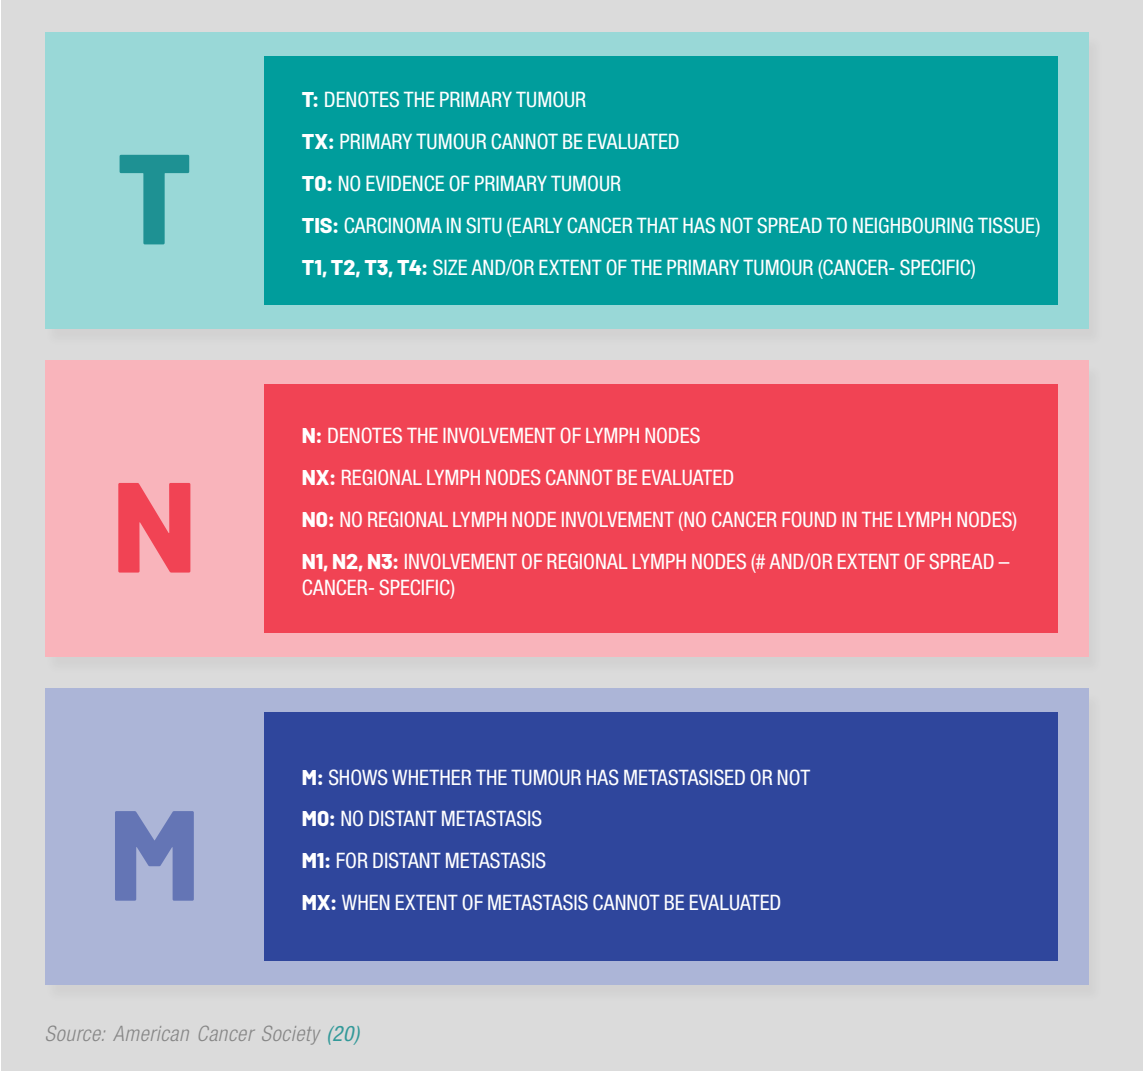 T
T: DENOTES THE PRIMARY TUMOUR
TX: PRIMARY TUMOUR CANNOT BE EVALUATED
T0: NO EVIDENCE OF PRIMARY TUMOUR
TIS: CARCINOMA IN SITU (EARLY CANCER THAT HAS NOT SPREAD TO NEIGHBOURING TISSUE)
T1, T2, T3, T4: SIZE AND/OR EXTENT OF THE PRIMARY TUMOUR (CANCER- SPECIFIC)
N
N: DENOTES THE INVOLVEMENT OF LYMPH NODES
NX: REGIONAL LYMPH NODES CANNOT BE EVALUATED
N0: NO REGIONAL LYMPH NODE INVOLVEMENT (NO CANCER FOUND IN THE LYMPH NODES)
N1, N2, N3: INVOLVEMENT OF REGIONAL LYMPH NODES (# AND/OR EXTENT OF SPREAD –
CANCER- SPECIFIC)
M
M: SHOWS WHETHER THE TUMOUR HAS METASTASISED OR NOT
M0: NO DISTANT METASTASIS
M1: FOR DISTANT METASTASIS
MX: WHEN EXTENT OF METASTASIS CANNOT BE EVALUATED
Source: American Cancer Society (20)